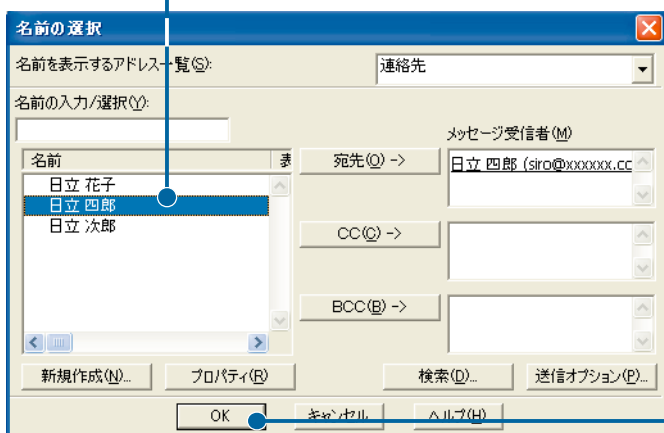 名前の選択
名前を表示するアドレス一覧(S):
連絡先
名前の入力/選択(Y):
メッセージ受信者(M)
名前
表
日立 花子
日立 四郎
日立 次郎
宛先(O) ->
日立 四郎 (siro@xxxxxx.cc
CC(C) ->
BCC(B) ->
新規作成(N)...
プロパティ(R)
検索(D)...
送信オプション(P)...
OK
キャンセル
ヘルプ(H)